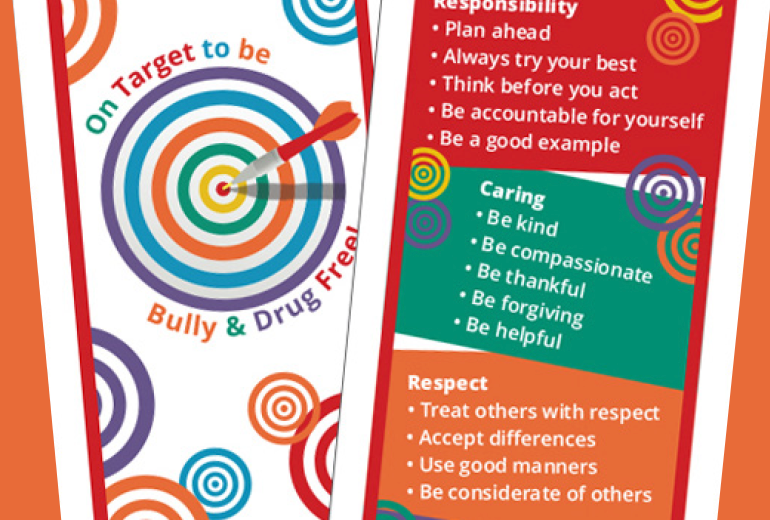 On Target to be
Bully & Drug Free!
Responsibility
• Plan ahead
• Always try your best
• Think before you act
• Be accountable for yourself
• Be a good example
Caring
• Be kind
• Be compassionate
• Be thankful
• Be forgiving
• Be helpful
Respect
• Treat others with respect
• Accept differences
• Use good manners
• Be considerate of others